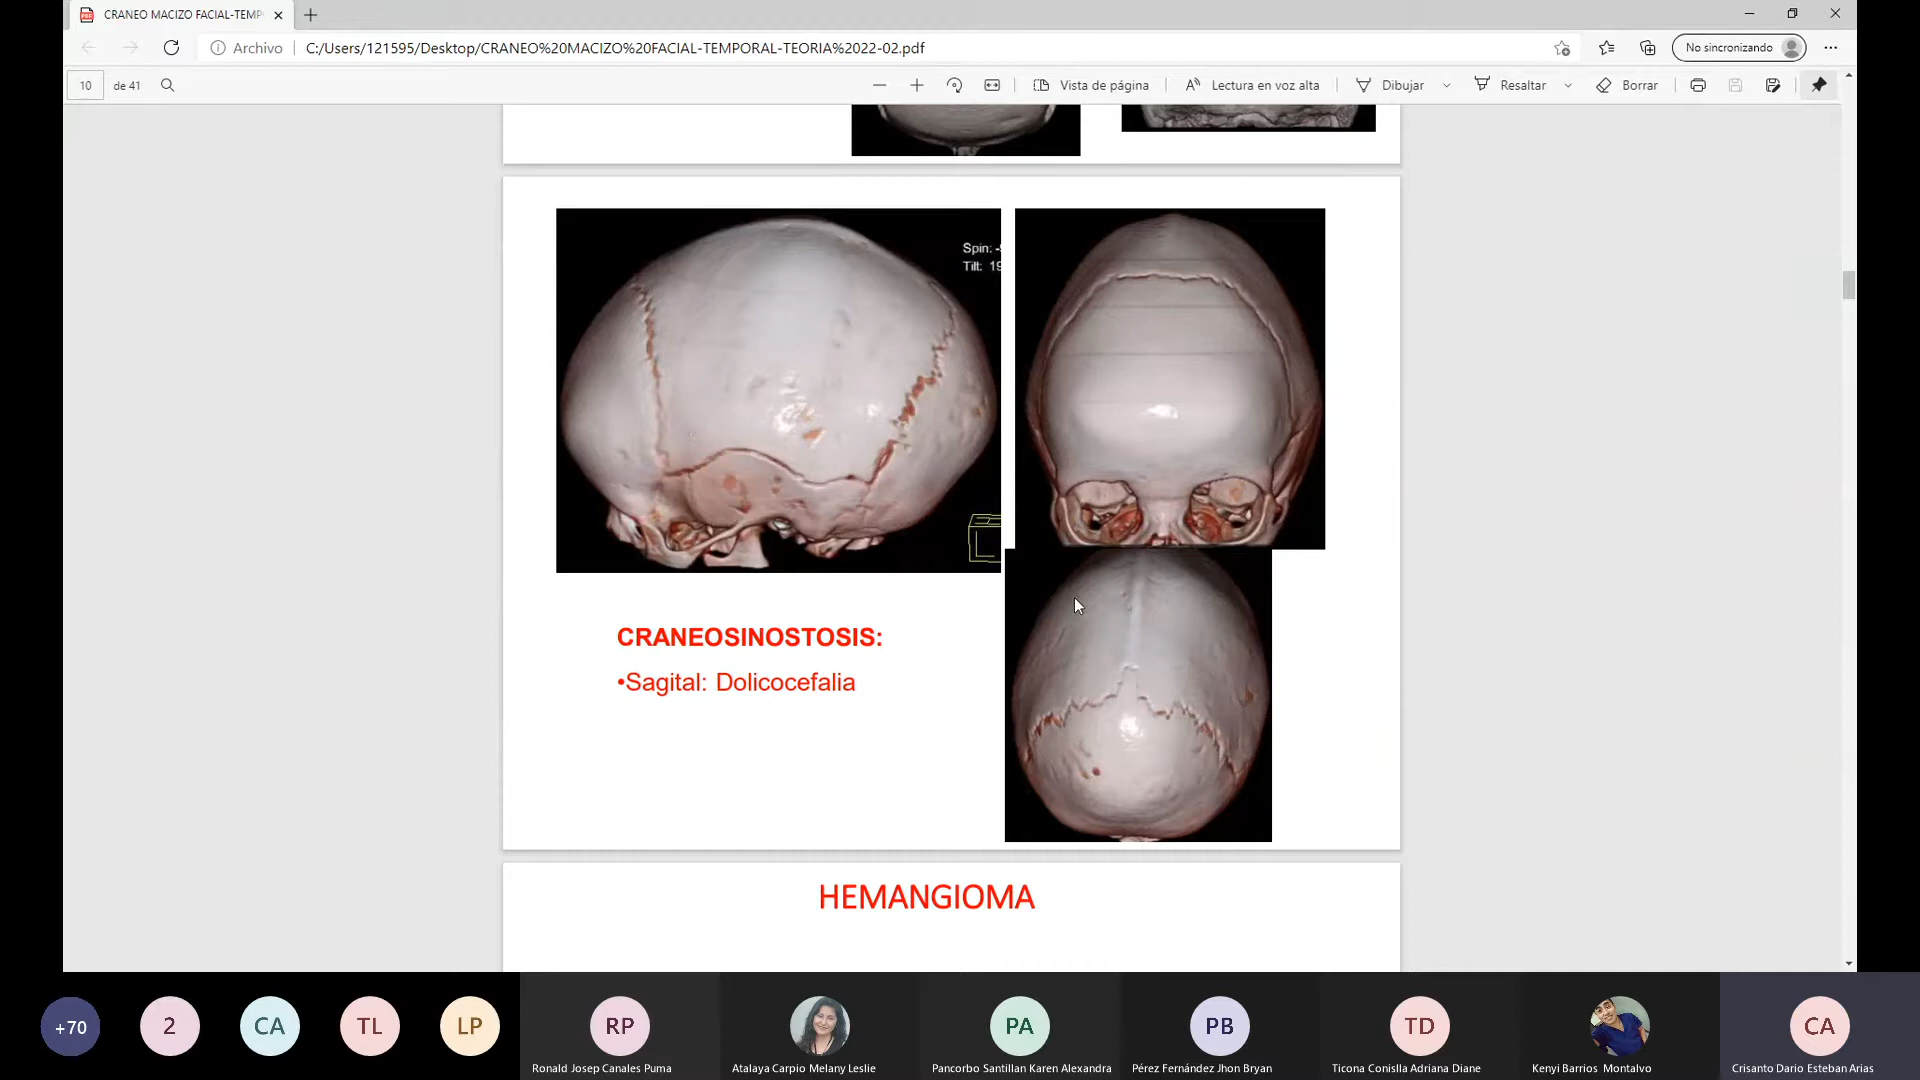 CRANEO MACIZO FACIAL-TEMP
Archivo
C:/Users/121595/Desktop/CRANEO%20MACIZO%20FACIAL-TEMPORAL-TEORIA%2022-02.pdf
No sincronizando
10 de 41
Vista de página
Lectura en voz alta
Dibujar
Resaltar
Borrar
Spin: -
Tilt: 19
CRANEOSINOSTOSIS:
•Sagital: Dolicocefalia
HEMANGIOMA
+70
2
CA
TL
LP
RP
PA
PB
TD
CA
Ronald Josep Canales Puma
Atalaya Carpio Melany Leslie
Pancorbo Santillan Karen Alexandra
Pérez Fernández Jhon Bryan
Ticona Conislla Adriana Diane
Kenyi Barrios Montalvo
Crisanto Dario Esteban Arias